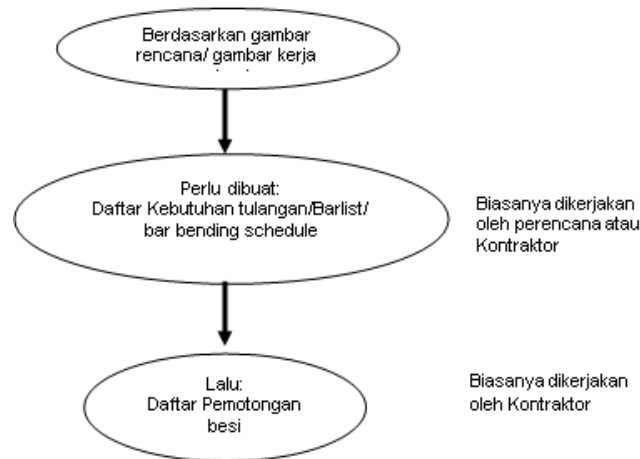 Berdasarkan gambar
rencana/ gambar kerja
Perlu dibuat:
Daftar Kebutuhan tulangan/Barlist/
bar bending schedule
Biasanya dikerjakan
oleh perencana atau
Kontraktor
Lalu:
Daftar Pemotongan
besi
Biasanya dikerjakan
oleh Kontraktor